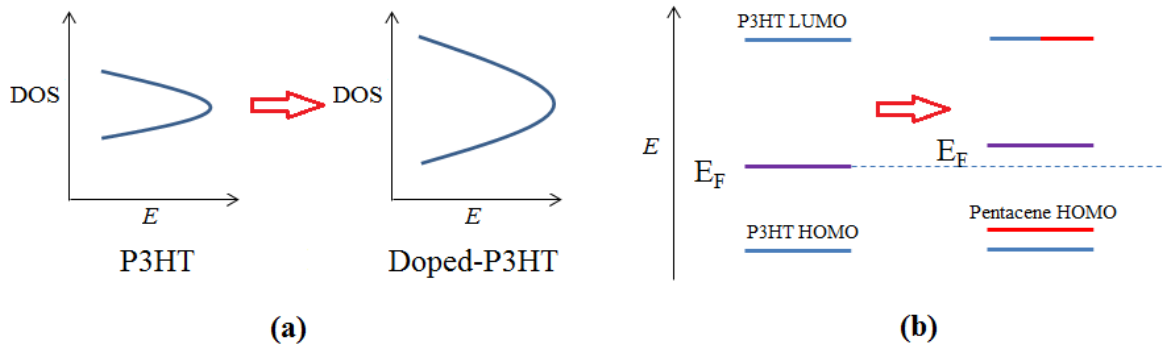 DOS
E
P3HT
DOS
E
Doped-P3HT
(a)
E
P3HT LUMO
E_F
P3HT HOMO
E_F
Pentacene HOMO
(b)